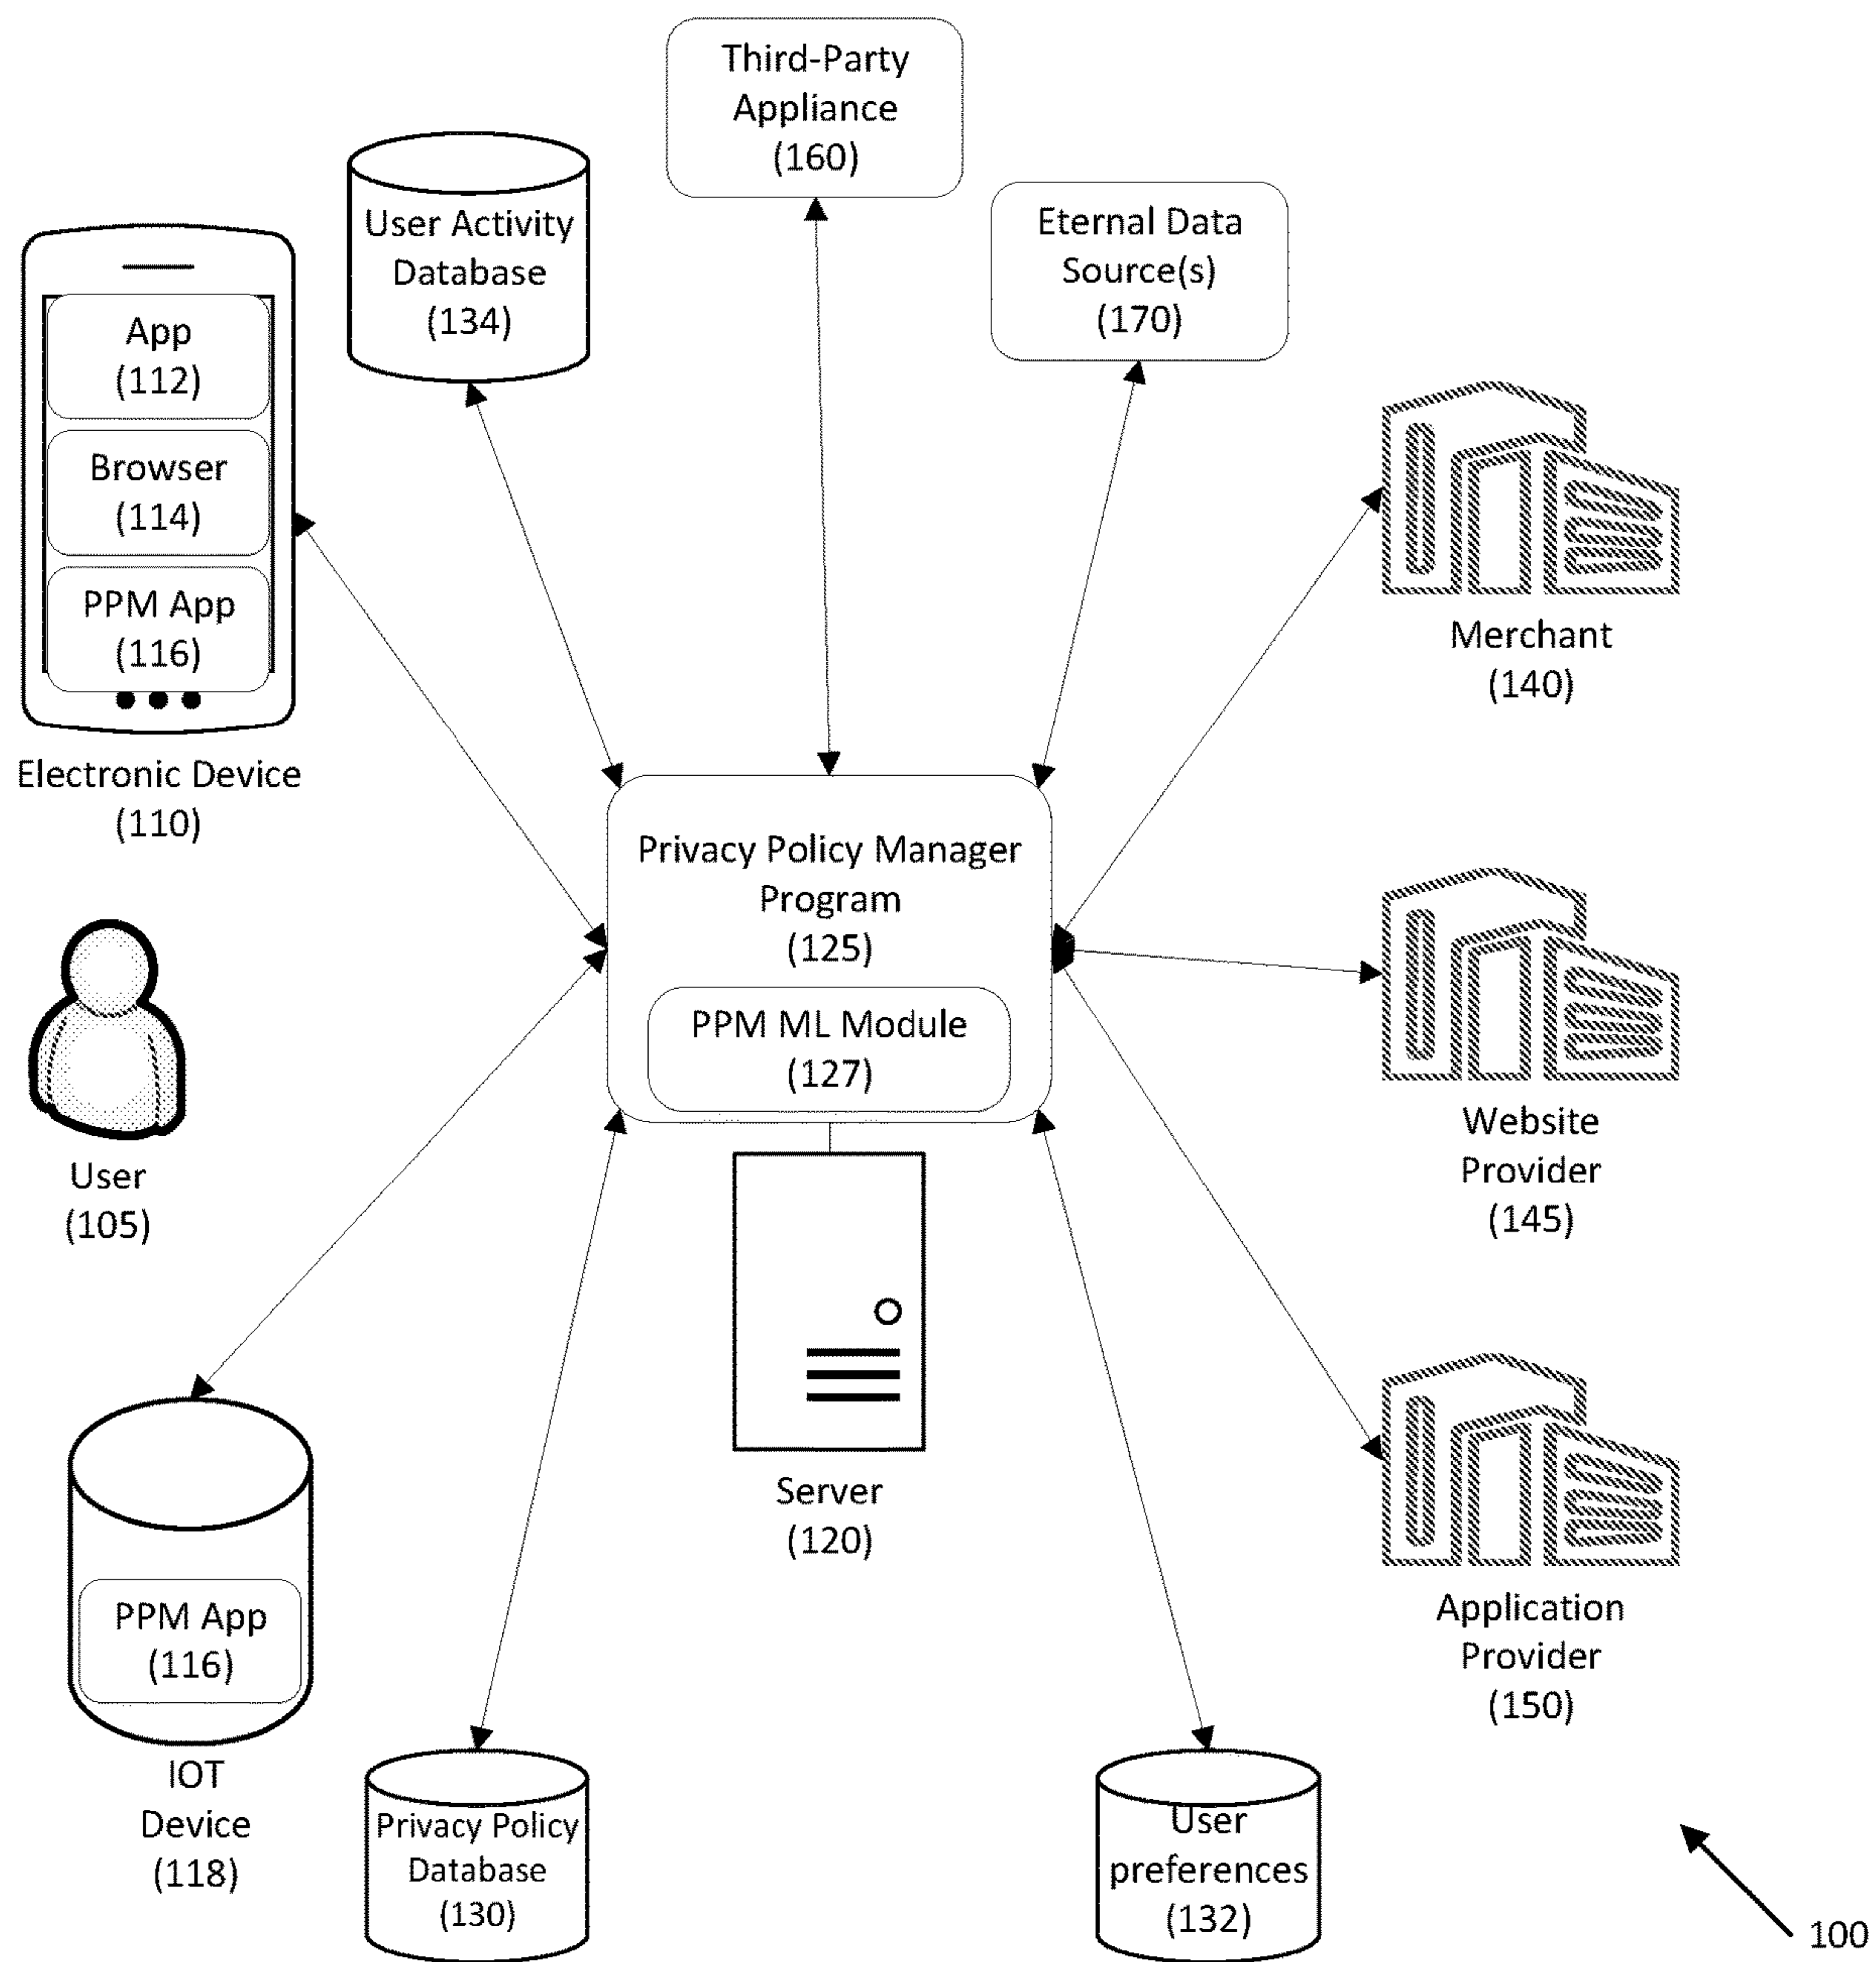 Third-Party
Appliance
(160)
User Activity
Database
(134)
Eternal Data
Source(s)
(170)
App
(112)
Browser
(114)
PPM App
(116)
Electronic Device
(110)
Merchant
(140)
Privacy Policy Manager
Program
(125)
PPM ML Module
(127)
User
(105)
Website
Provider
(145)
Server
(120)
PPM App
(116)
IOT
Device
(118)
Application
Provider
(150)
Privacy Policy
Database
(130)
User
preferences
(132)
100